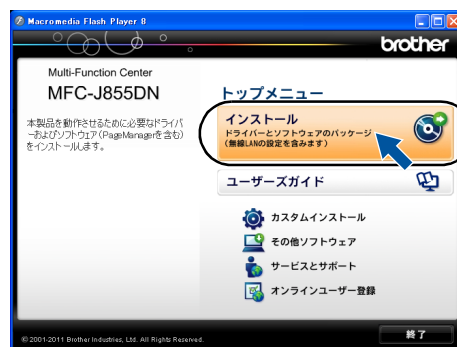 Macromedia Flash Player 8
brother
Multi-Function Center
MFC-J855DN
本製品を動作させるために必要なドライバ
ーおよびソフトウェア(PageManagerを含む)
をインストールします。
トップメニュー
インストール
ドライバーとソフトウェアのパッケージ
(無線LANの設定を含みます)
ユーザーズガイド
カスタムインストール
その他ソフトウェア
サービスとサポート
オンラインユーザー登録
© 2001-2011 Brother Industries, Ltd. All Rights Reserved.
終了